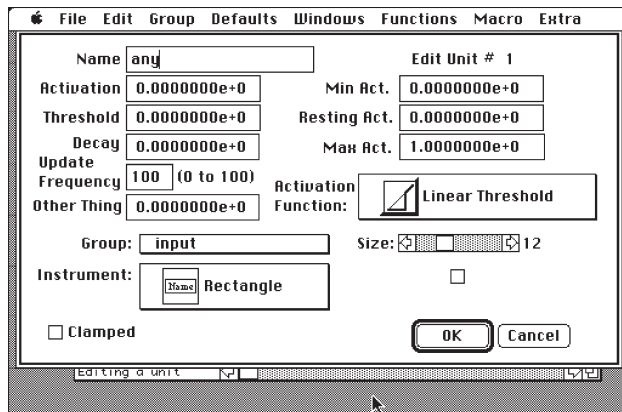 File Edit Group Defaults Windows Functions Macro Extra
Name any
Edit Unit # 1
Activation 0.0000000e+0
Min Act. 0.0000000e+0
Threshold 0.0000000e+0
Resting Act. 0.0000000e+0
Decay 0.0000000e+0
Max Act. 1.0000000e+0
Update Frequency 100 (0 to 100)
Activation Function: Linear Threshold
Other Thing 0.0000000e+0
Group: input
Size: 12
Instrument: Name Rectangle
Clamped
OK Cancel
Editing a unit